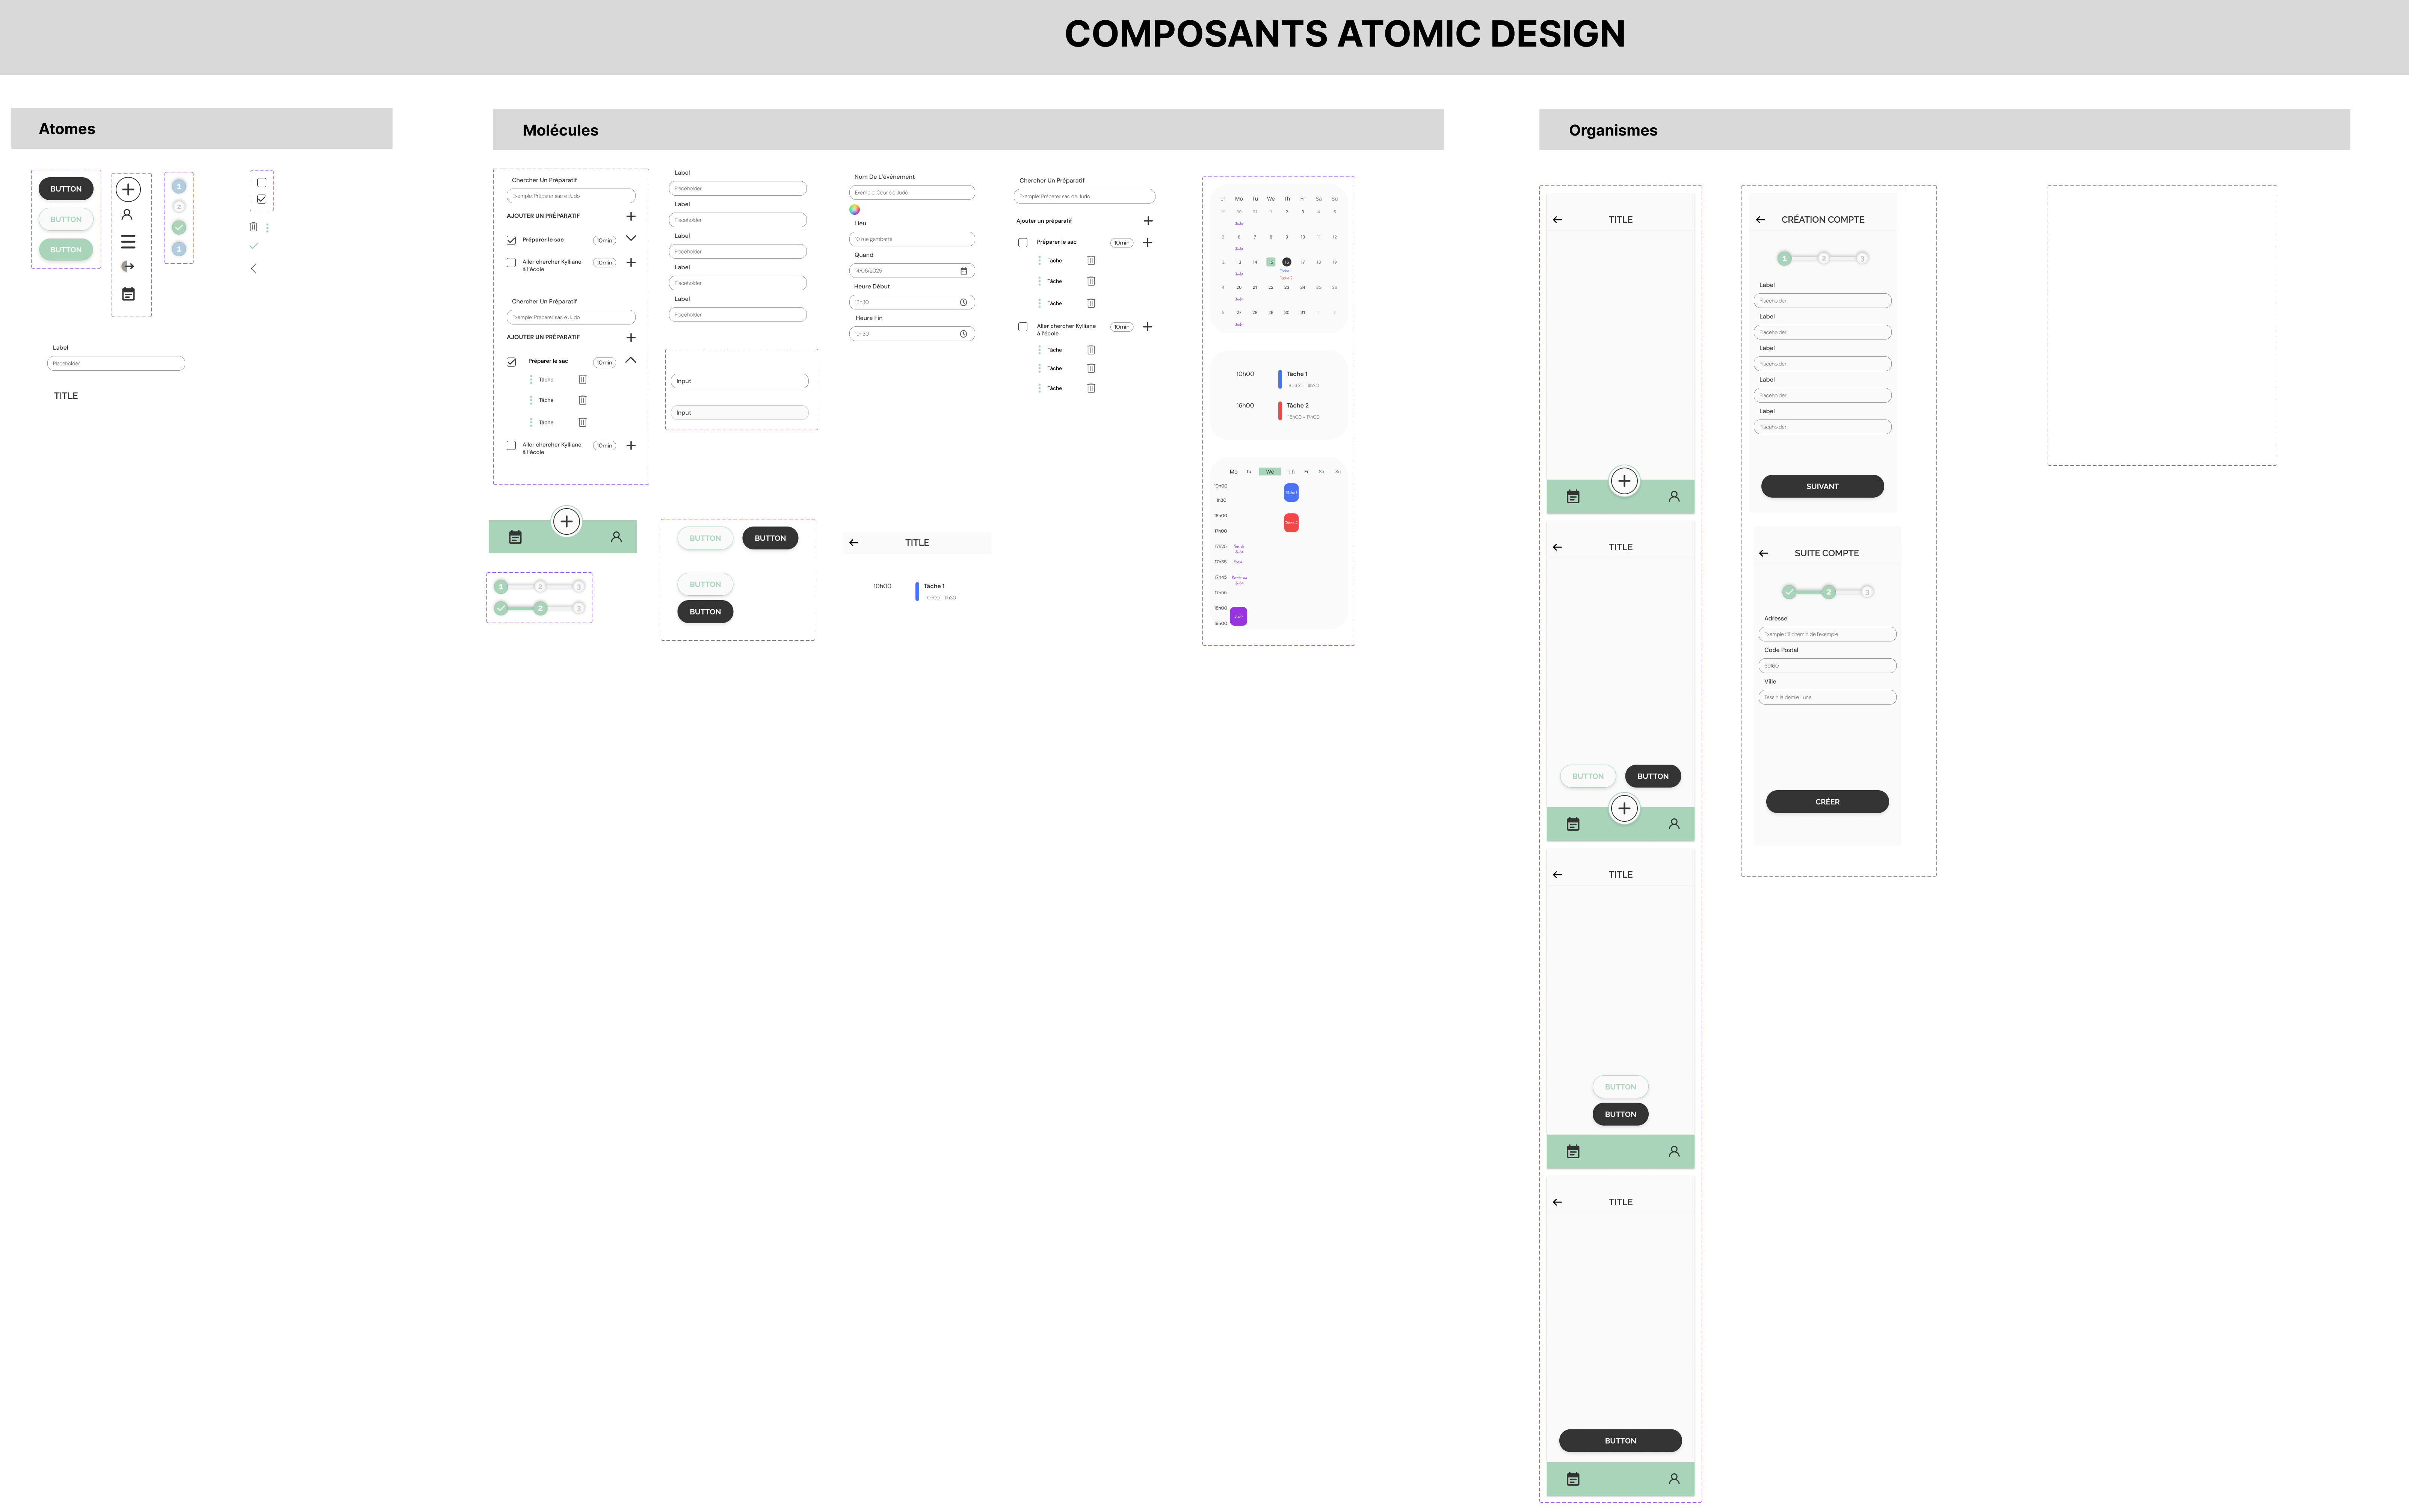 COMPOSANTS ATOMIC DESIGN
Atomes
BUTTON
BUTTON
BUTTON
1
2
1
Label
Placeholder
TITLE
Molécules
Chercher Un Préparatif
Exemple Préparer sac e Judo
AJOUTER UN PRÉPARATIF
Préparer le sac 10min
Aller chercher Kylliane 10min
à l'école
Chercher Un Préparatif
Exemple Préparer sac e Judo
AJOUTER UN PRÉPARATIF
Préparer le sac 10min
Tâche
Tâche
Tâche
Aller chercher Kylliane 10min
à l'école
Label
Placeholder
Label
Placeholder
Label
Placeholder
Label
Placeholder
Label
Placeholder
Input
Input
Nom De L'événement
Exemple Cour de Judo
Lieu
10 rue gambetta
Quand
14/06/2025
Heure Début
18h30
Heure Fin
19h30
Chercher Un Préparatif
Exemple Préparer sac de Judo
Ajouter un préparatif
Préparer le sac 10min
Tâche
Tâche
Tâche
Aller chercher Kylliane 10min
à l'école
Tâche
Tâche
Tâche
01 Mo Tu We Th Fr Sa Su
30 31 1 2 3 4 5
Judo
2 6 7 8 9 10 11 12
Judo
3 13 14 15 16 17 18 19
Judo Tâche 1
Tâche 2
4 20 21 22 23 24 25 26
Judo
5 27 28 29 30 31 1 2
Judo
10h00 Tâche 1
10h00 - 11h30
16h00 Tâche 2
16h00 - 17h00
Mo Tu We Th Fr Sa Su
10h00
Tâche 1
11h30
16h00
Tâche 2
17h00
17h25
17h35
17h45
17h55
18h00
Judo
19h00
1 2 3
2 3
BUTTON BUTTON
BUTTON
BUTTON
TITLE
10h00 Tâche 1
10h00 - 11h30
Organismes
TITLE
TITLE
BUTTON BUTTON
TITLE
BUTTON
BUTTON
TITLE
BUTTON
CRÉATION COMPTE
1 2 3
Label
Placeholder
Label
Placeholder
Label
Placeholder
Label
Placeholder
Label
Placeholder
SUIVANT
SUITE COMPTE
2 3
Adresse
Exemple : 11 chemin de l'exemple
Code Postal
69160
Ville
Tassin la demie Lune
CRÉER